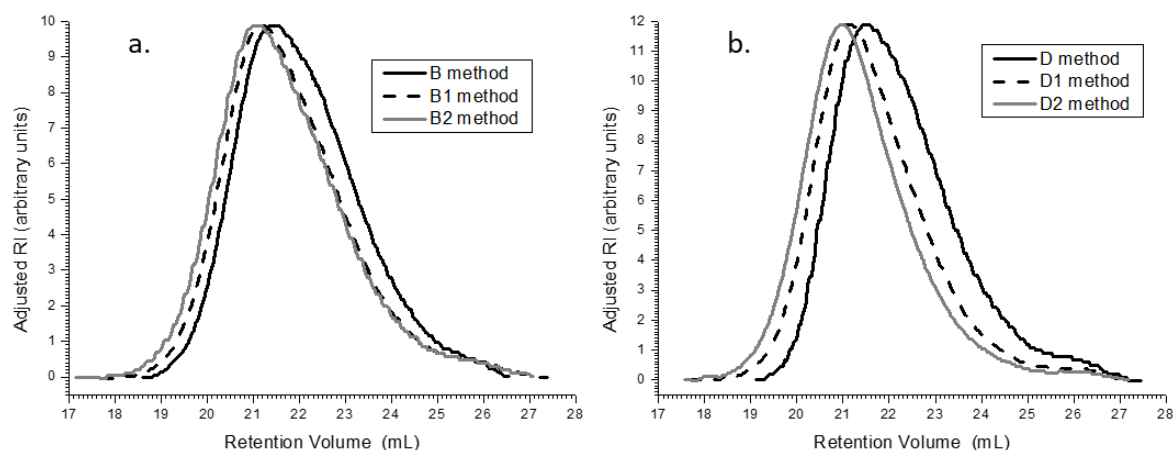 a.
B method
B1 method
B2 method
Adjusted RI (arbitrary units)
10
9
8
7
6
5
4
3
2
1
0
17 18 19 20 21 22 23 24 25 26 27 28
Retention Volume (mL)
b.
D method
D1 method
D2 method
Adjusted RI (arbitrary units)
12
11
10
9
8
7
6
5
4
3
2
1
0
17 18 19 20 21 22 23 24 25 26 27 28
Retention Volume (mL)